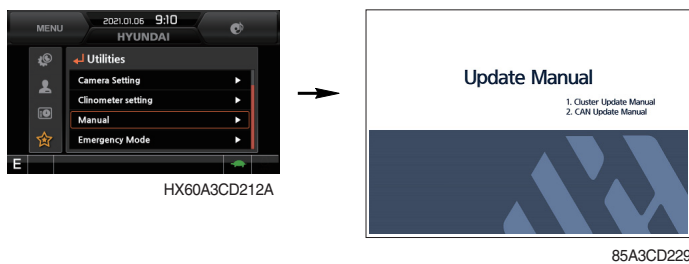 MENU
2021.01.06 9:10
HYUNDAI
Utilities
Camera Setting
Clinometer setting
Manual
Emergency Mode
E
HX60A3CD212A
Update Manual
1. Cluster Update Manual
2. CAN Update Manual
85A3CD229